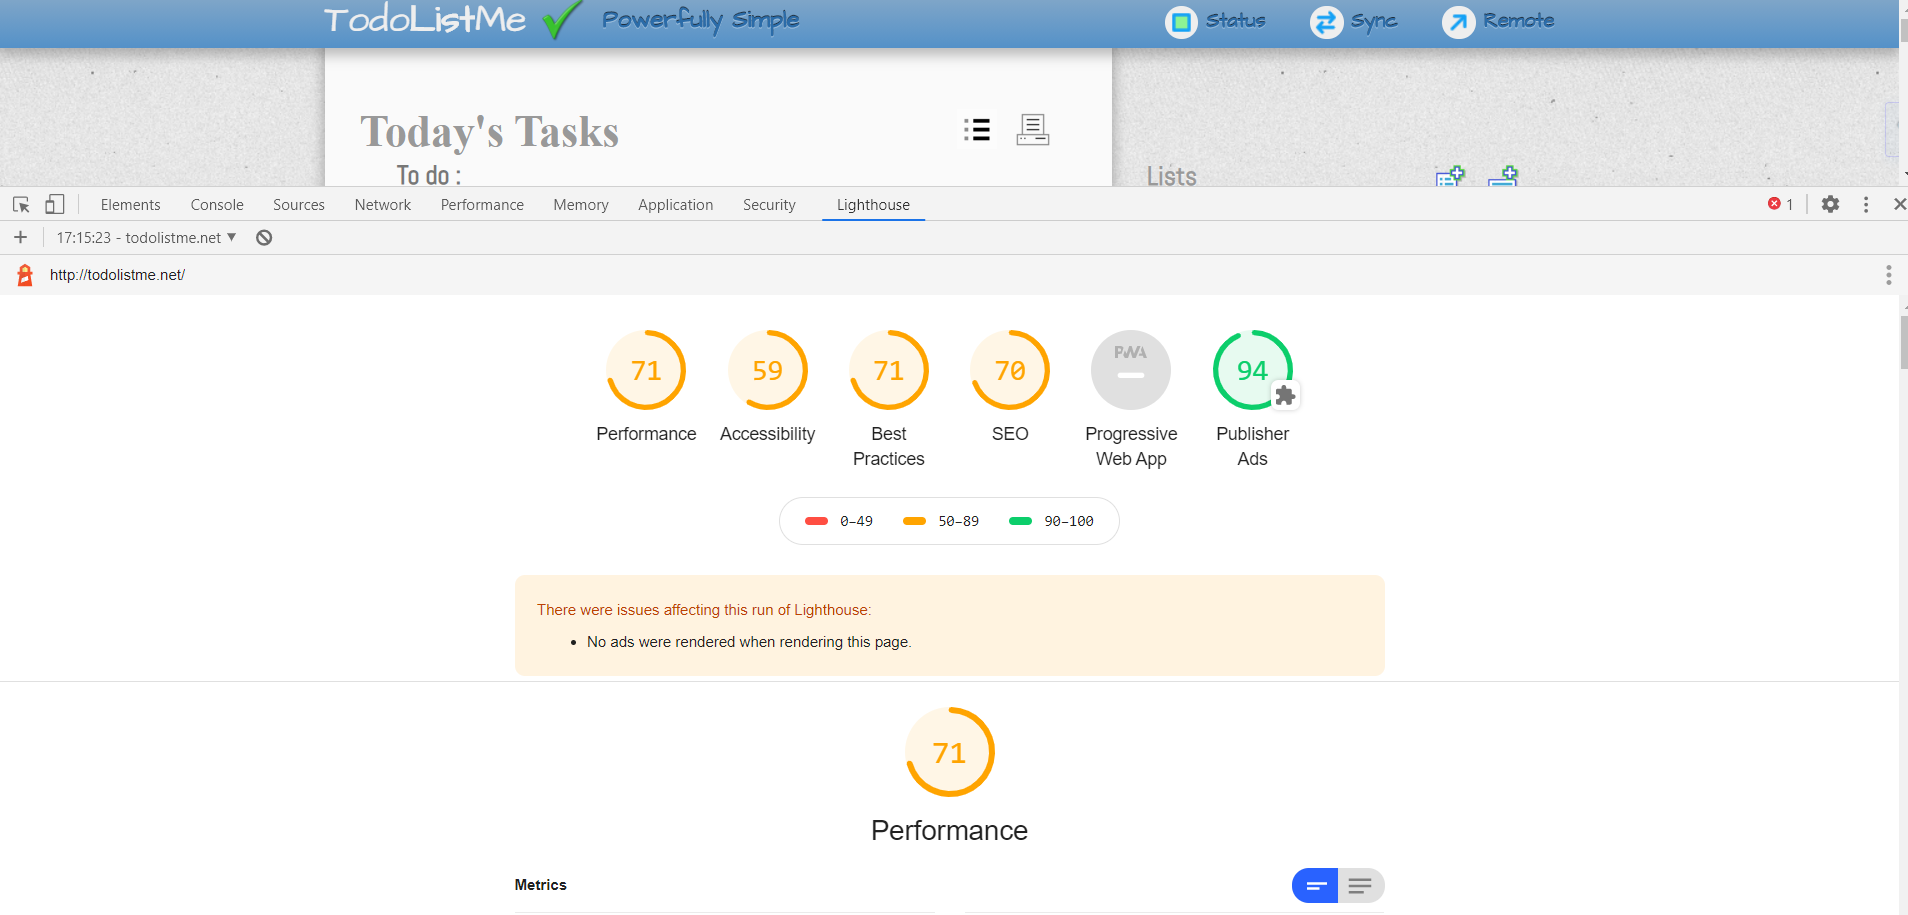 TodoListMe Powerfully Simple Status Sync Remote
Today's Tasks
To do :
Lists
Elements Console Sources Network Performance Memory Application Security Lighthouse 1
17:15:23 - todolistme.net
http://todolistme.net/
71 59 71 70 PWA 94
Performance Accessibility Best Practices SEO Progressive Web App Publisher Ads
0–49 50–89 90–100
There were issues affecting this run of Lighthouse:
• No ads were rendered when rendering this page.
71
Performance
Metrics